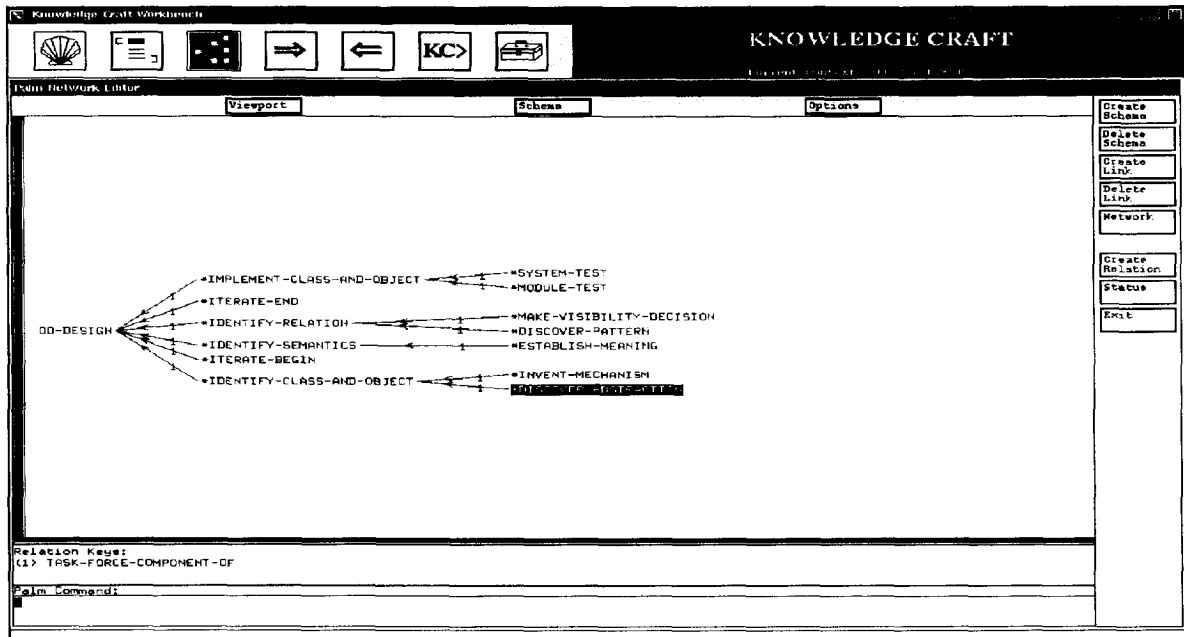 Knowledge Craft Workbench
KC>
KNOWLEDGE CRAFT
Palm Network Editor
Viewport
Schema
Options
Create
Schema
Delete
Schema
Create
Link
Delete
Link
Network
Create
Relation
Status
Exit
*SYSTEM-TEST
*IMPLEMENT-CLASS-AND-OBJECT
*MODULE-TEST
*ITERATE-END
*MAKE-VISIBILITY-DECISION
*IDENTIFY-RELATION
OO-DESIGN
*DISCOVER-PATTERN
*IDENTIFY-SEMANTICS
*ESTABLISH-MEANING
*ITERATE-BEGIN
*INVENT-MECHANISM
*IDENTIFY-CLASS-AND-OBJECT
*DISCOVER-ABSTRACTION
Relation Keys:
(1) TASK-FORCE-COMPONENT-OF
Palm Command: